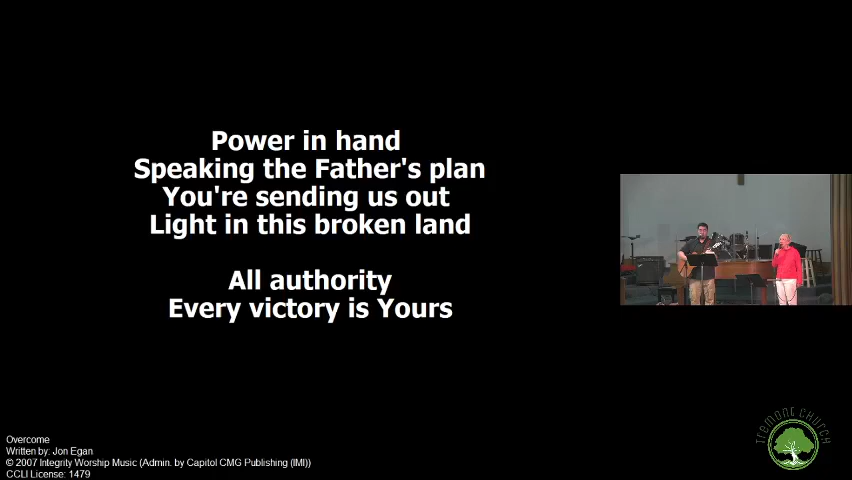 Power in hand
Speaking the Father's plan
You're sending us out
Light in this broken land
All authority
Every victory is Yours
Overcome
Written by: Jon Egan
© 2007 Integrity Worship Music (Admin. by Capitol CMG Publishing (IMI))
CCLI License: 1479
TREMONT CHURCH